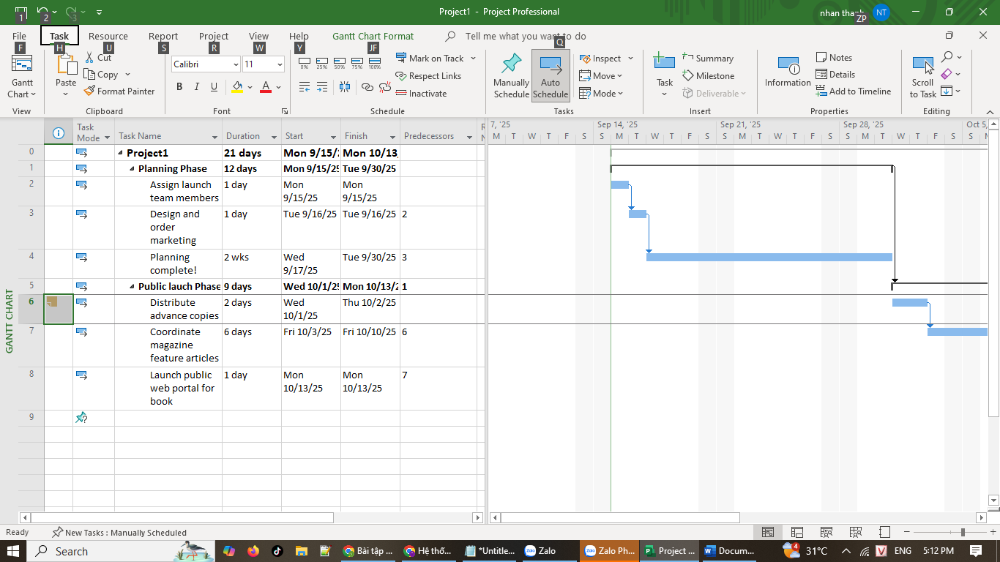 1 2 3 Project1 - Project Professional nhan thanh NT ZP
File Task Resource Report Project View Help Gantt Chart Format Tell me what you want to do
F H U S R W Y JF Q
Gantt Chart
View
Paste Cut Copy Format Painter
Clipboard
Calibri 11
B I U A
Font
0% 25% 50% 75% 100%
Mark on Track
Respect Links
Inactivate
Schedule
Manually Schedule
Auto Schedule
Inspect
Move
Mode
Tasks
Task
Summary
Milestone
Deliverable
Insert
Information
Notes
Details
Add to Timeline
Properties
Scroll to Task
Editing
GANTT CHART
Task Mode Task Name Duration Start Finish Predecessors
7, '25 Sep 14, '25 Sep 21, '25 Sep 28, '25 Oct 5,
M T W T F S S M T W T F S S M T W T F S S M T W T F S S M
0 Project1 21 days Mon 9/15/ Mon 10/13,
1 Planning Phase 12 days Mon 9/15/25 Tue 9/30/25
2 Assign launch team members 1 day Mon 9/15/25 Mon 9/15/25
3 Design and order marketing 1 day Tue 9/16/25 Tue 9/16/25 2
4 Planning complete! 2 wks Wed 9/17/25 Tue 9/30/25 3
5 Public lauch Phase 9 days Wed 10/1/25 Mon 10/13/2 1
6 Distribute advance copies 2 days Wed 10/1/25 Thu 10/2/25
7 Coordinate magazine feature articles 6 days Fri 10/3/25 Fri 10/10/25 6
8 Launch public web portal for book 1 day Mon 10/13/25 Mon 10/13/25 7
9
Ready New Tasks : Manually Scheduled
Search Bài tập ... Hệ thố... *Untitle... Zalo Zalo Ph... Project ... Docum... 31°C ENG 5:12 PM